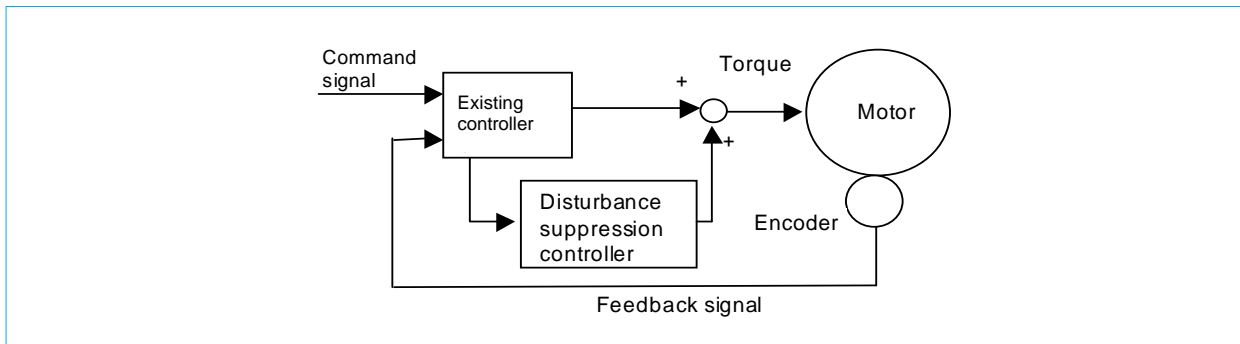 Command
signal
Existing
controller
+
Torque
Motor
+
Disturbance
suppression
controller
Encoder
Feedback signal